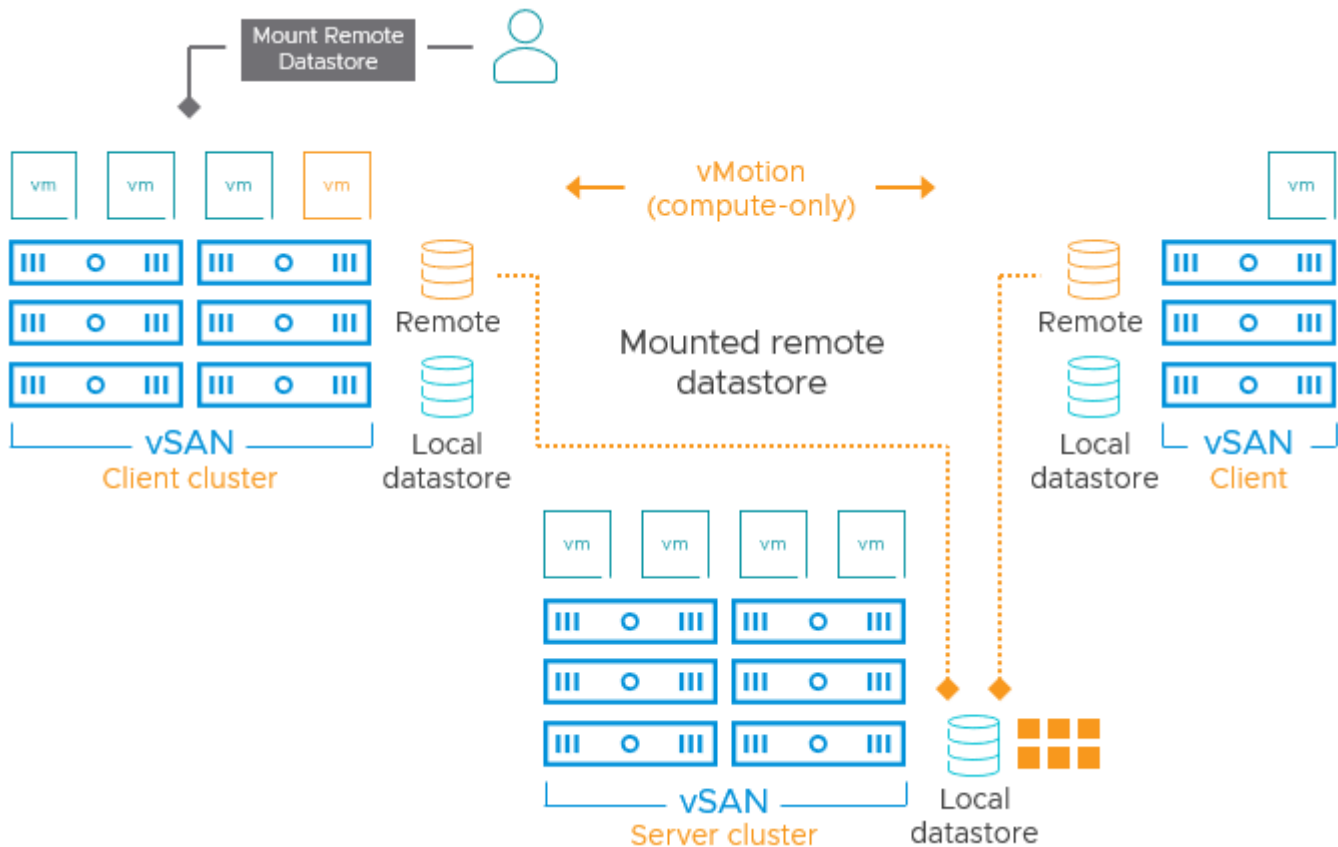 Mount Remote
Datastore
vm
vm
vm
vm
vMotion
(compute-only)
vm
Remote
Local
datastore
vSAN
Client cluster
Mounted remote
datastore
Remote
Local
datastore
vSAN
Client
vm
vm
vm
vm
vSAN
Server cluster
Local
datastore